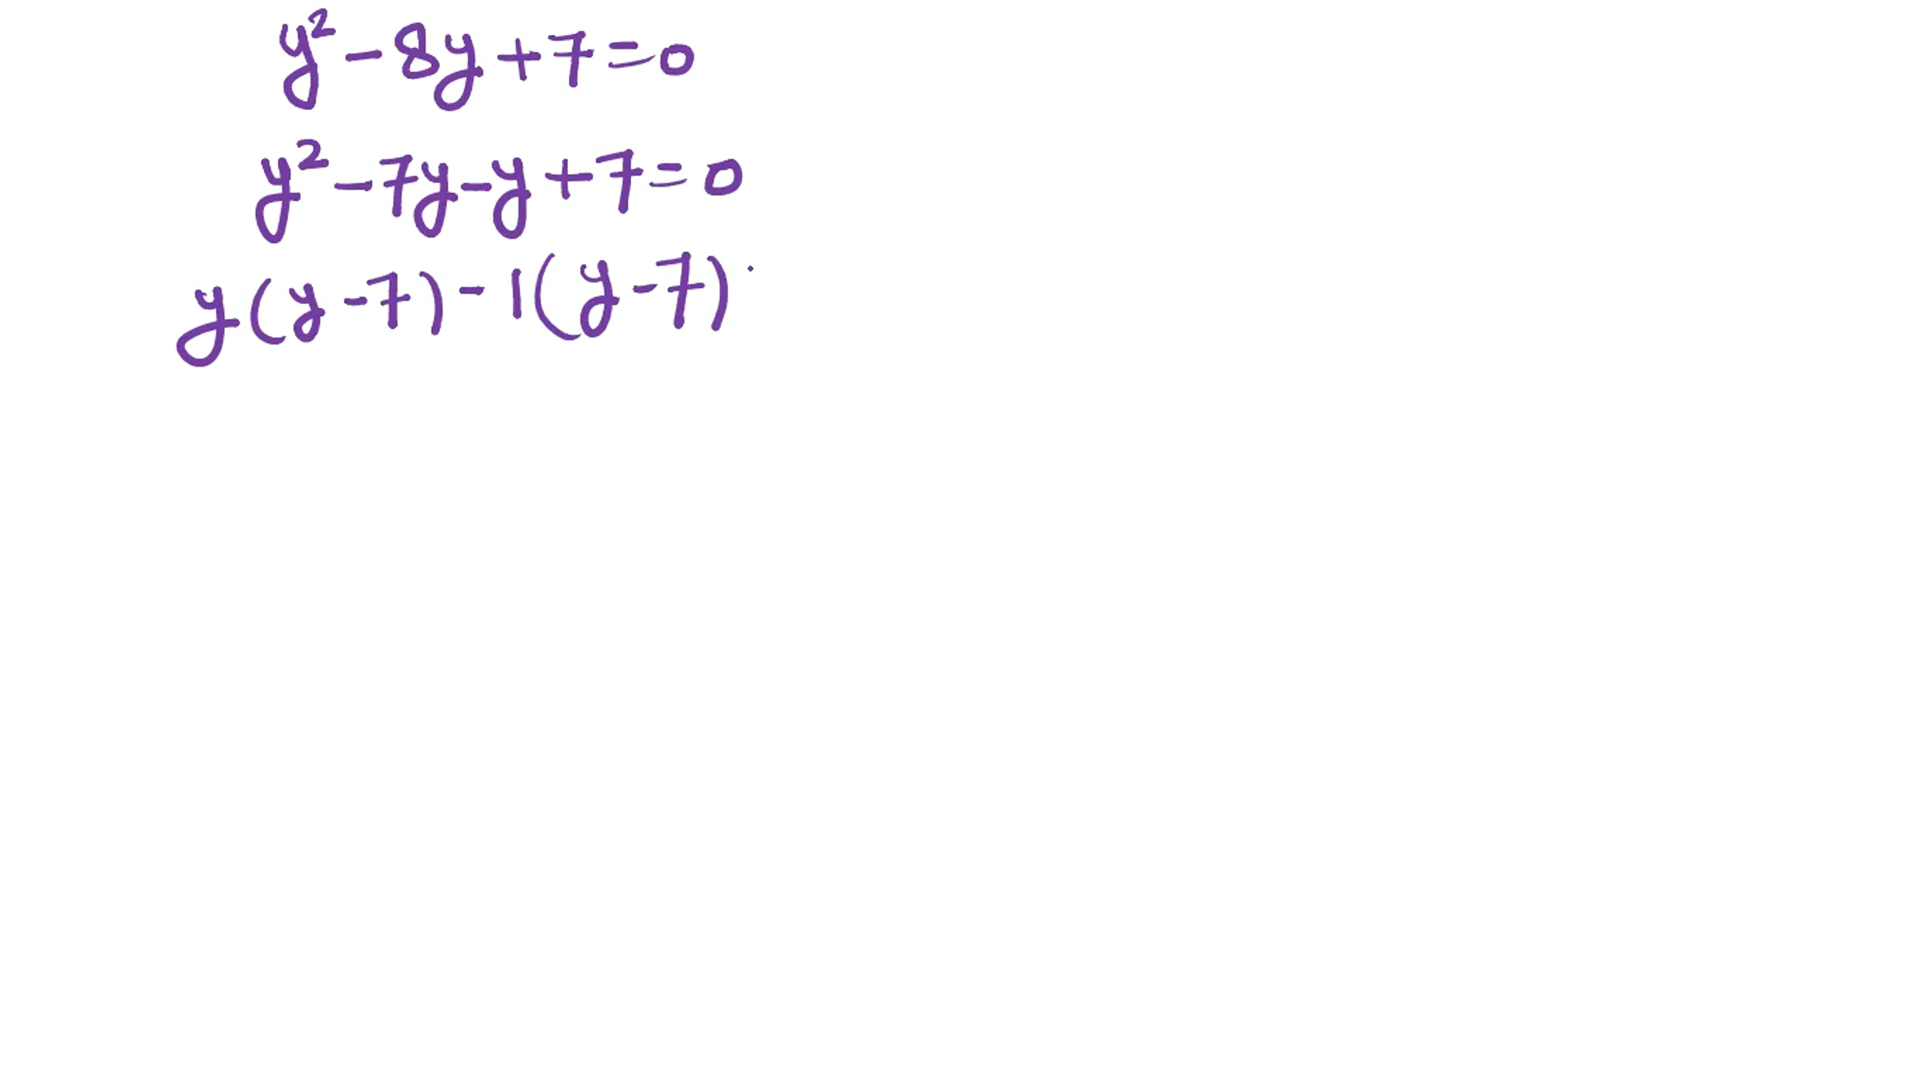 y² - 8y + 7 = 0
y² - 7y - y + 7 = 0
y(y - 7) - 1(y - 7)